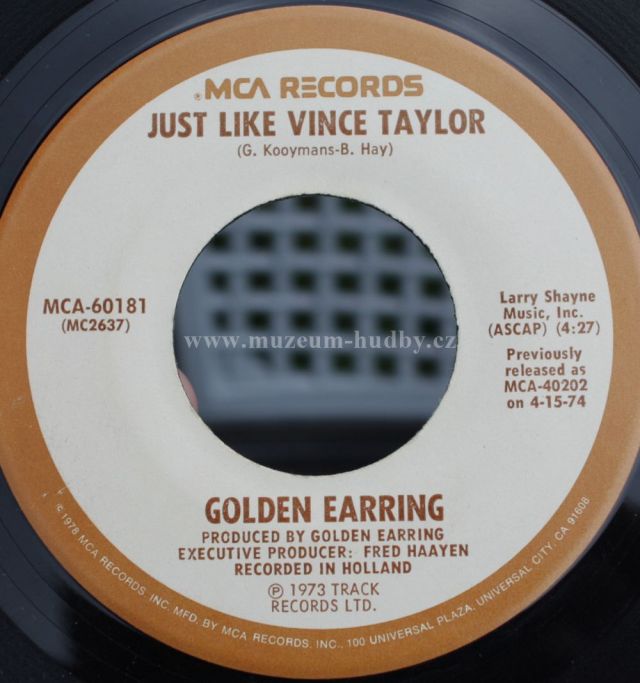 ® MCA RECORDS
JUST LIKE VINCE TAYLOR
(G. Kooymans-B. Hay)
MCA-60181
(MC2637)
Larry Shayne
Music, Inc.
(ASCAP) (4:27)
Previously
released as
MCA-40202
on 4-15-74
www.muzeum-hudby.cz
GOLDEN EARRING
PRODUCED BY GOLDEN EARRING
EXECUTIVE PRODUCER: FRED HAAYEN
RECORDED IN HOLLAND
Ⓟ 1973 TRACK
RECORDS LTD.
© 1978 MCA RECORDS INC. MFD. BY MCA RECORDS, INC., 100 UNIVERSAL PLAZA, UNIVERSAL CITY, CA 91608